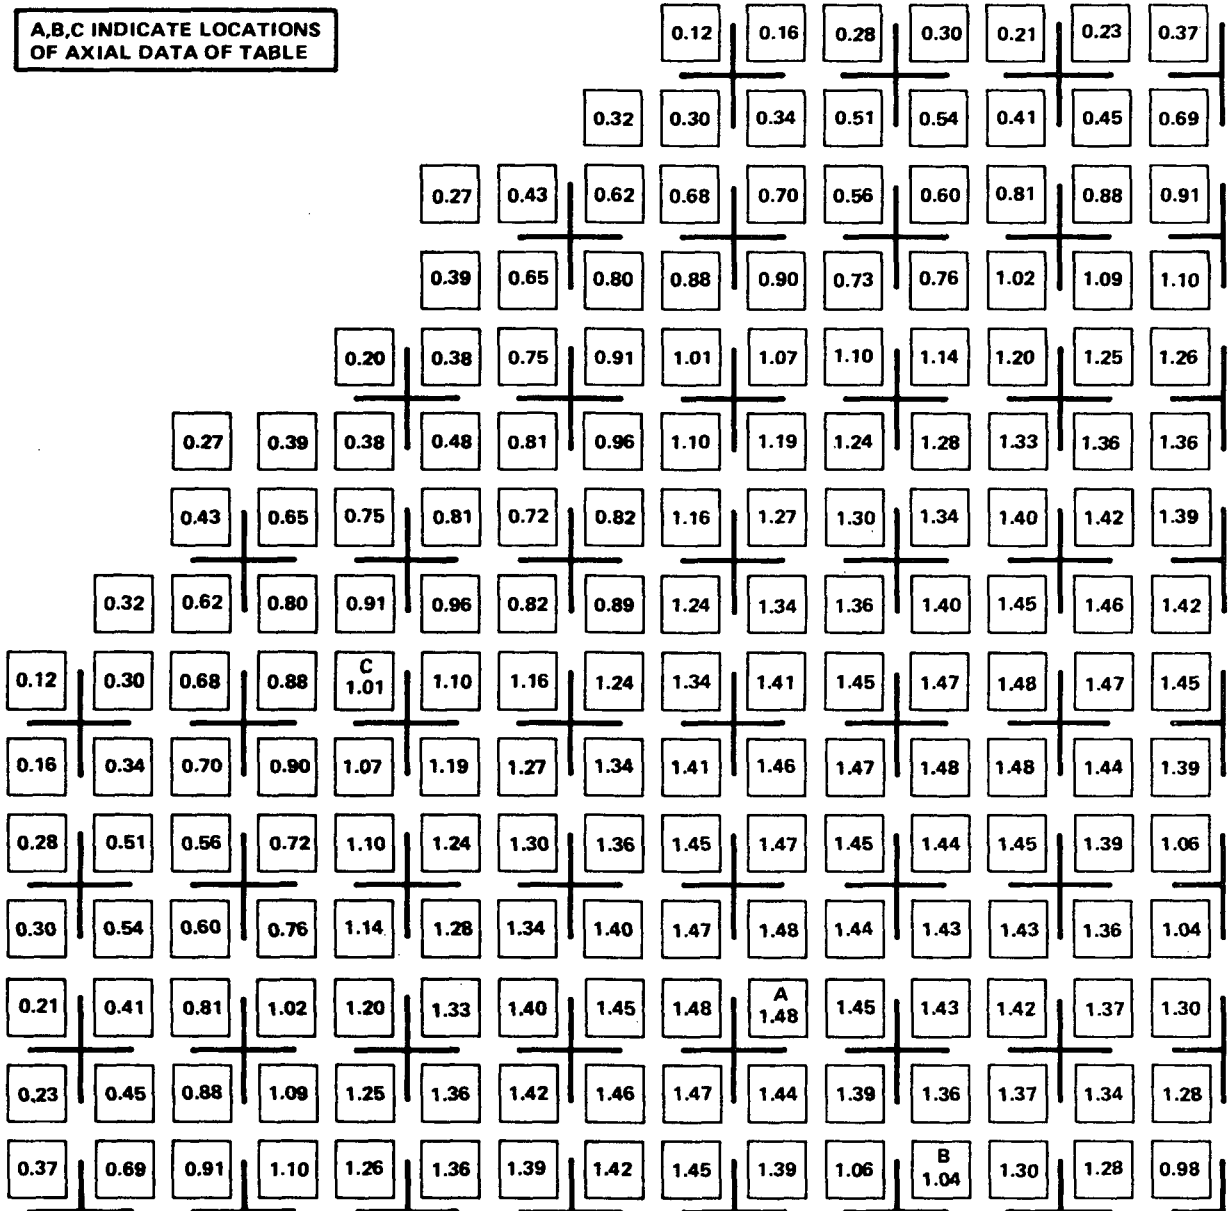 A,B,C INDICATE LOCATIONS
OF AXIAL DATA OF TABLE
0.12 0.16 0.28 0.30 0.21 0.23 0.37
0.32 0.30 0.34 0.51 0.54 0.41 0.45 0.69
0.27 0.43 0.62 0.68 0.70 0.56 0.60 0.81 0.88 0.91
0.39 0.65 0.80 0.88 0.90 0.73 0.76 1.02 1.09 1.10
0.20 0.38 0.75 0.91 1.01 1.07 1.10 1.14 1.20 1.25 1.26
0.27 0.39 0.38 0.48 0.81 0.96 1.10 1.19 1.24 1.28 1.33 1.36 1.36
0.43 0.65 0.75 0.81 0.72 0.82 1.16 1.27 1.30 1.34 1.40 1.42 1.39
0.32 0.62 0.80 0.91 0.96 0.82 0.89 1.24 1.34 1.36 1.40 1.45 1.46 1.42
C
0.12 0.30 0.68 0.88 1.01 1.10 1.16 1.24 1.34 1.41 1.45 1.47 1.48 1.47 1.45
0.16 0.34 0.70 0.90 1.07 1.19 1.27 1.34 1.41 1.46 1.47 1.48 1.48 1.44 1.39
0.28 0.51 0.56 0.72 1.10 1.24 1.30 1.36 1.45 1.47 1.45 1.44 1.45 1.39 1.06
0.30 0.54 0.60 0.76 1.14 1.28 1.34 1.40 1.47 1.48 1.44 1.43 1.43 1.36 1.04
A
0.21 0.41 0.81 1.02 1.20 1.33 1.40 1.45 1.48 1.48 1.45 1.43 1.42 1.37 1.30
0.23 0.45 0.88 1.09 1.25 1.36 1.42 1.46 1.47 1.44 1.39 1.36 1.37 1.34 1.28
B
0.37 0.69 0.91 1.10 1.26 1.36 1.39 1.42 1.45 1.39 1.06 1.04 1.30 1.28 0.98